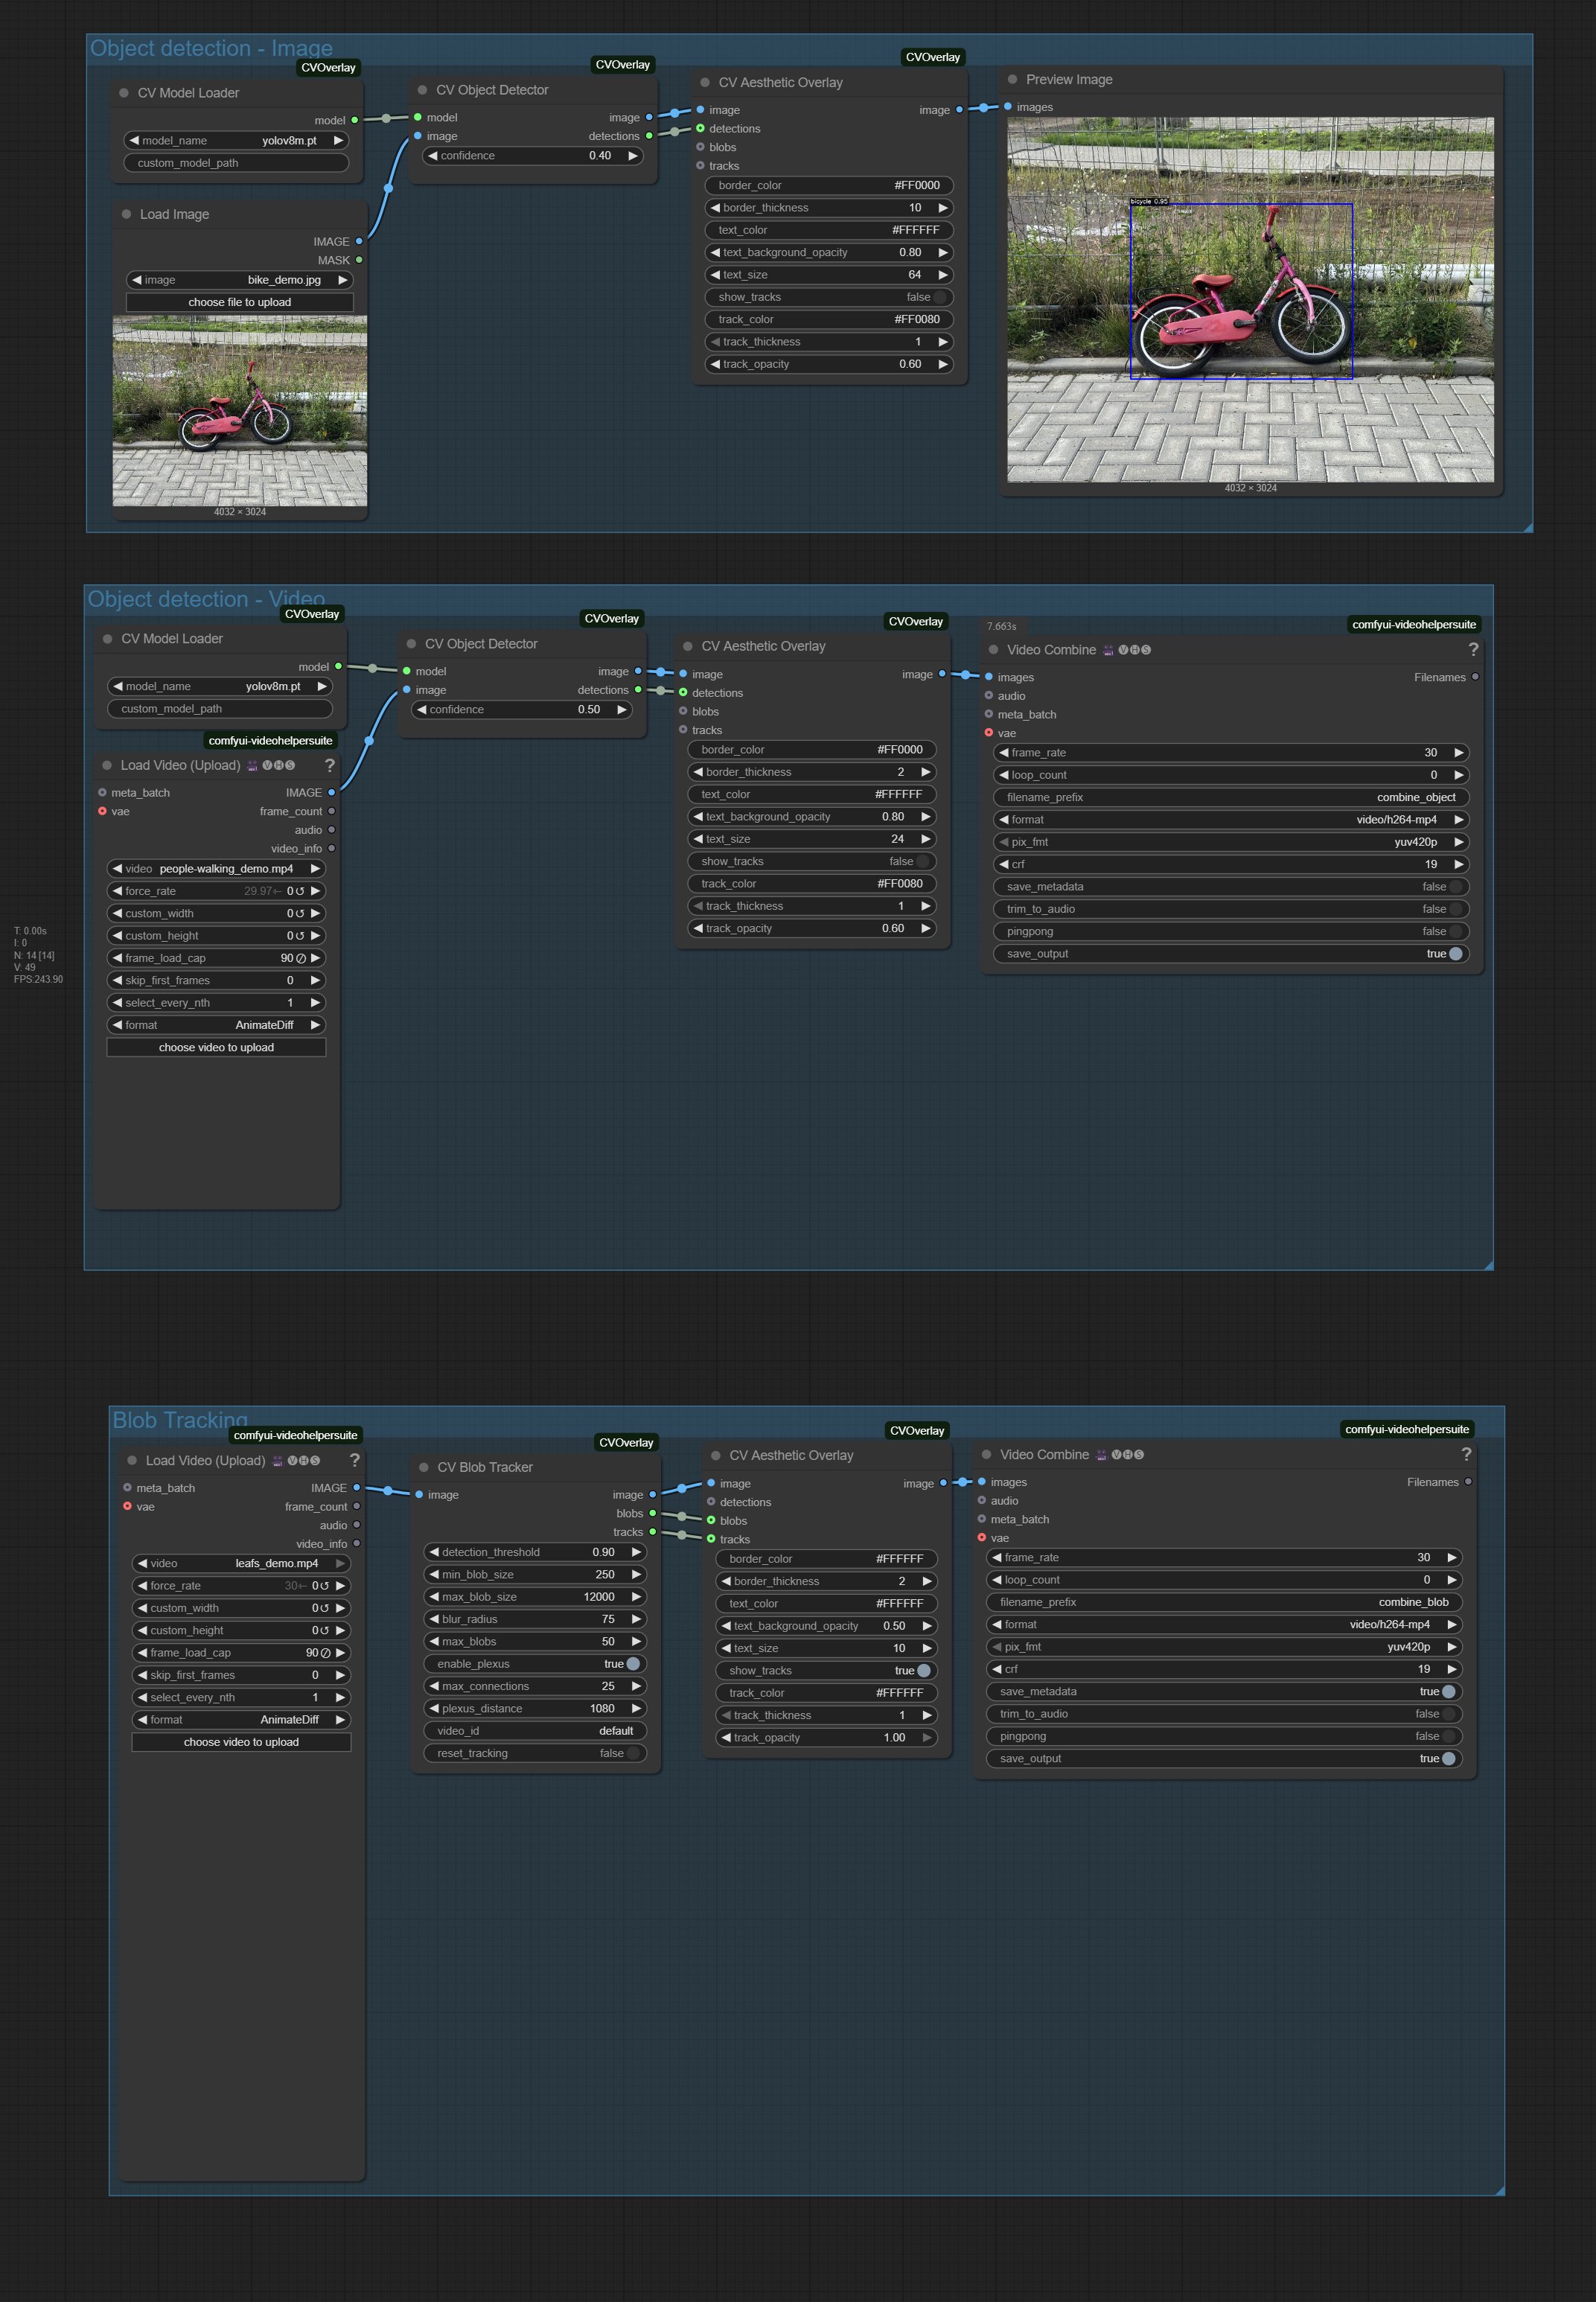 Object detection - Image
CVOverlay
CV Model Loader
model
model_name yolov8m.pt
custom_model_path
Load Image
IMAGE
MASK
image bike_demo.jpg
choose file to upload
4032 × 3024
CVOverlay
CV Object Detector
model image
image detections
confidence 0.40
CVOverlay
CV Aesthetic Overlay
image image
detections
blobs
tracks
border_color #FF0000
border_thickness 10
text_color #FFFFFF
text_background_opacity 0.80
text_size 64
show_tracks false
track_color #FF0080
track_thickness 1
track_opacity 0.60
Preview Image
images
bicycle 0.95
4032 × 3024
Object detection - Video
CVOverlay
CV Model Loader
model
model_name yolov8m.pt
custom_model_path
comfyui-videohelpersuite
Load Video (Upload) VHS ?
meta_batch IMAGE
vae frame_count
audio
video_info
video people-walking_demo.mp4
force_rate 29.97← 0↺
custom_width 0↺
custom_height 0↺
frame_load_cap 90
skip_first_frames 0
select_every_nth 1
format AnimateDiff
choose video to upload
CVOverlay
CV Object Detector
model image
image detections
confidence 0.50
CVOverlay
CV Aesthetic Overlay
image image
detections
blobs
tracks
border_color #FF0000
border_thickness 2
text_color #FFFFFF
text_background_opacity 0.80
text_size 24
show_tracks false
track_color #FF0080
track_thickness 1
track_opacity 0.60
7.663s
comfyui-videohelpersuite
Video Combine VHS ?
images Filenames
audio
meta_batch
vae
frame_rate 30
loop_count 0
filename_prefix combine_object
format video/h264-mp4
pix_fmt yuv420p
crf 19
save_metadata false
trim_to_audio false
pingpong false
save_output true
T: 0.00s
I: 0
N: 14 [14]
V: 49
FPS:243.90
Blob Tracking
comfyui-videohelpersuite
Load Video (Upload) VHS ?
meta_batch IMAGE
vae frame_count
audio
video_info
video leafs_demo.mp4
force_rate 30← 0↺
custom_width 0↺
custom_height 0↺
frame_load_cap 90
skip_first_frames 0
select_every_nth 1
format AnimateDiff
choose video to upload
CVOverlay
CV Blob Tracker
image image
blobs
tracks
detection_threshold 0.90
min_blob_size 250
max_blob_size 12000
blur_radius 75
max_blobs 50
enable_plexus true
max_connections 25
plexus_distance 1080
video_id default
reset_tracking false
CVOverlay
CV Aesthetic Overlay
image image
detections
blobs
tracks
border_color #FFFFFF
border_thickness 2
text_color #FFFFFF
text_background_opacity 0.50
text_size 10
show_tracks true
track_color #FFFFFF
track_thickness 1
track_opacity 1.00
comfyui-videohelpersuite
Video Combine VHS ?
images Filenames
audio
meta_batch
vae
frame_rate 30
loop_count 0
filename_prefix combine_blob
format video/h264-mp4
pix_fmt yuv420p
crf 19
save_metadata true
trim_to_audio false
pingpong false
save_output true